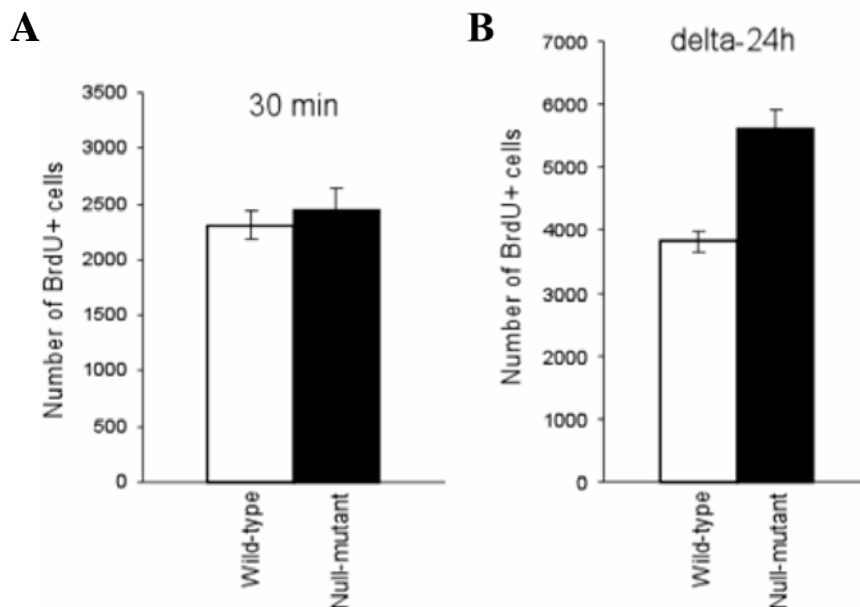 A
30 min
Number of BrdU+ cells
3500
3000
2500
2000
1500
1000
500
0
Wild-type
Null-mutant
B
delta-24h
Number of BrdU+ cells
7000
6000
5000
4000
3000
2000
1000
0
Wild-type
Null-mutant